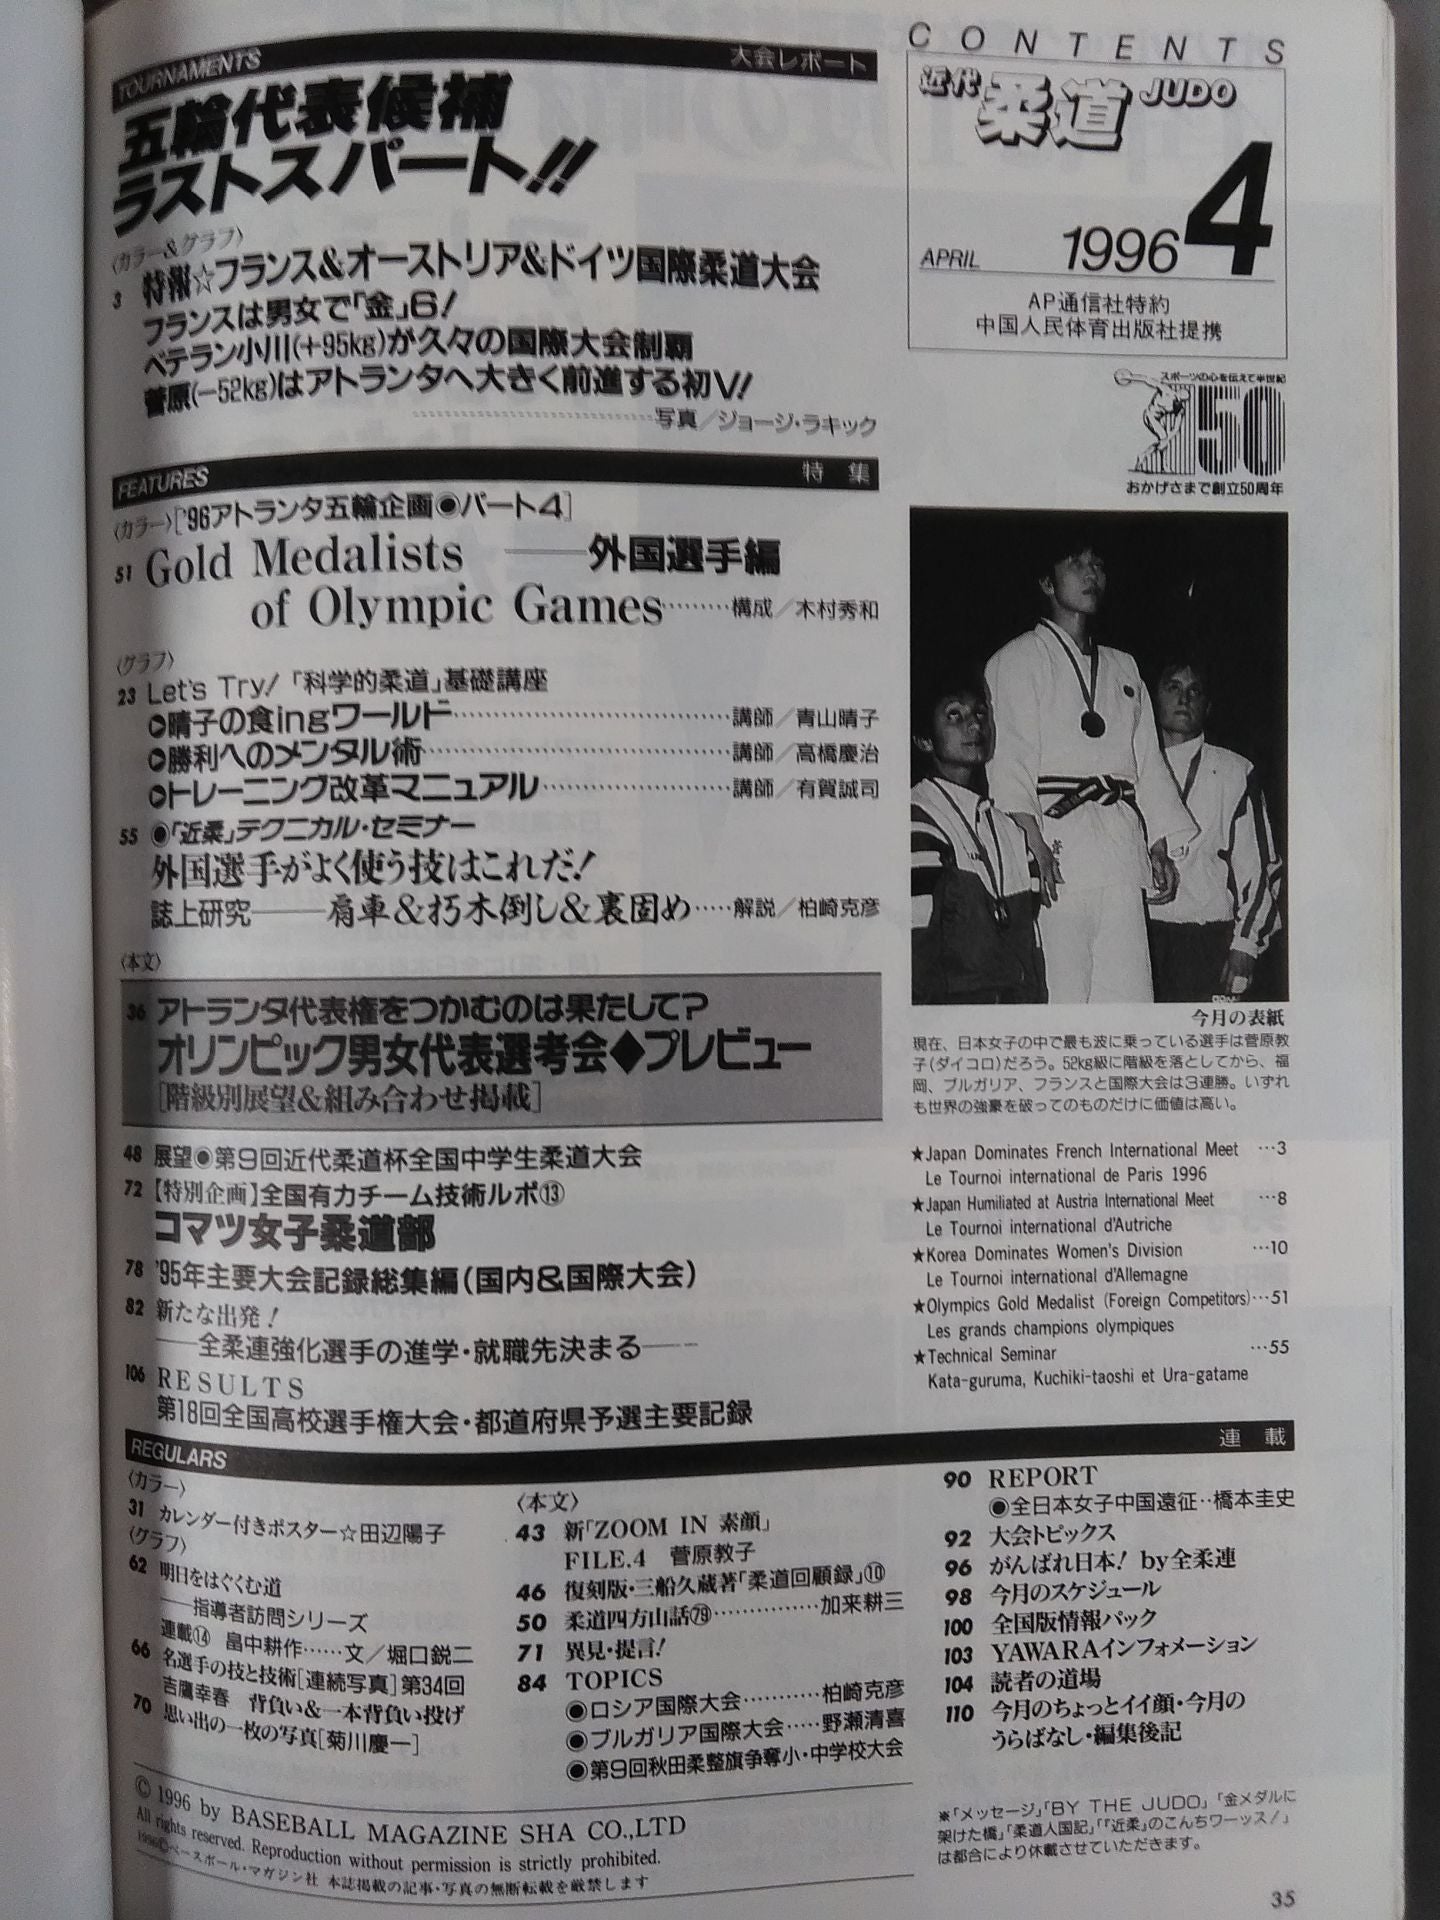 TOURNAMENTS 大会レポート
五輪代表候補
ラストスパート!!
〈カラー&グラフ〉
3 特報☆フランス&オーストリア&ドイツ国際柔道大会
フランスは男女で「金」6!
ベテラン小川(+95kg)が久々の国際大会制覇
菅原(−52kg)はアトランタへ大きく前進する初V!
写真／ジョージ・ラキック
FEATURES 特集
〈カラー〉['96アトランタ五輪企画◉パート4]
51 Gold Medalists ──外国選手編
of Olympic Games………構成／木村秀和
〈グラフ〉
23 Let's Try!「科学的柔道」基礎講座
▶晴子の食ingワールド……………………講師／青山晴子
▶勝利へのメンタル術……………………講師／高橋慶治
▶トレーニング改革マニュアル……………講師／有賀誠司
55 ◉「近柔」テクニカル・セミナー
外国選手がよく使う技はこれだ!
誌上研究──肩車&朽木倒し&裏固め……解説／柏崎克彦
〈本文〉
36 アトランタ代表権をつかむのは果たして?
オリンピック男女代表選考会◆プレビュー
[階級別展望&組み合わせ掲載]
48 展望◉第9回近代柔道杯全国中学生柔道大会
72 【特別企画】全国有力チーム技術ルポ⑬
コマツ女子柔道部
78 '95年主要大会記録総集編(国内&国際大会)
82 新たな出発!
──全柔連強化選手の進学・就職先決まる──
106 RESULTS
第18回全国高校選手権大会・都道府県予選主要記録
CONTENTS
近代柔道 JUDO
APRIL 1996 4
AP通信社特約
中国人民体育出版社提携
スポーツの心を伝えて半世紀
50
おかげさまで創立50周年
今月の表紙
現在、日本女子の中で最も波に乗っている選手は菅原教
子(ダイコロ)だろう。52kg級に階級を落としてから、福
岡、ブルガリア、フランスと国際大会は3連勝。いずれ
も世界の強豪を破ってのものだけに価値は高い。
★Japan Dominates French International Meet …3
Le Tournoi international de Paris 1996
★Japan Humiliated at Austria International Meet …8
Le Tournoi international d'Autriche
★Korea Dominates Women's Division …10
Le Tournoi international d'Allemagne
★Olympics Gold Medalist (Foreign Competitors)…51
Les grands champions olympiques
★Technical Seminar …55
Kata-guruma, Kuchiki-taoshi et Ura-gatame
REGULARS 連載
〈カラー〉
31 カレンダー付きポスター☆田辺陽子
〈グラフ〉
62 明日をはぐくむ道
──指導者訪問シリーズ
連載⑭ 畠中耕作……文／堀口鋭二
66 名選手の技と技術[連続写真]第34回
吉鷹幸春 背負い&一本背負い投げ
70 思い出の一枚の写真[菊川慶一]
〈本文〉
43 新「ZOOM IN 素顔」
FILE.4 菅原教子
46 復刻版・三船久蔵著「柔道回顧録」⑩
50 柔道四方山話㊆……………加来耕三
71 異見・提言!
84 TOPICS
◉ロシア国際大会…………柏崎克彦
◉ブルガリア国際大会……野瀬清喜
◉第9回秋田柔整旗争奪小・中学校大会
90 REPORT
◉全日本女子中国遠征‥橋本圭史
92 大会トピックス
96 がんばれ日本! by全柔連
98 今月のスケジュール
100 全国版情報パック
103 YAWARAインフォメーション
104 読者の道場
110 今月のちょっとイイ顔・今月の
うらばなし・編集後記
※「メッセージ」「BY THE JUDO」「金メダルに
架けた橋」「柔道人国記」「「近柔」のこんちワーッス!」
は都合により休載させていただきます。
© 1996 by BASEBALL MAGAZINE SHA CO.,LTD
All rights reserved. Reproduction without permission is strictly prohibited.
1996©ベースボール・マガジン社 本誌掲載の記事・写真の無断転載を厳禁します
35